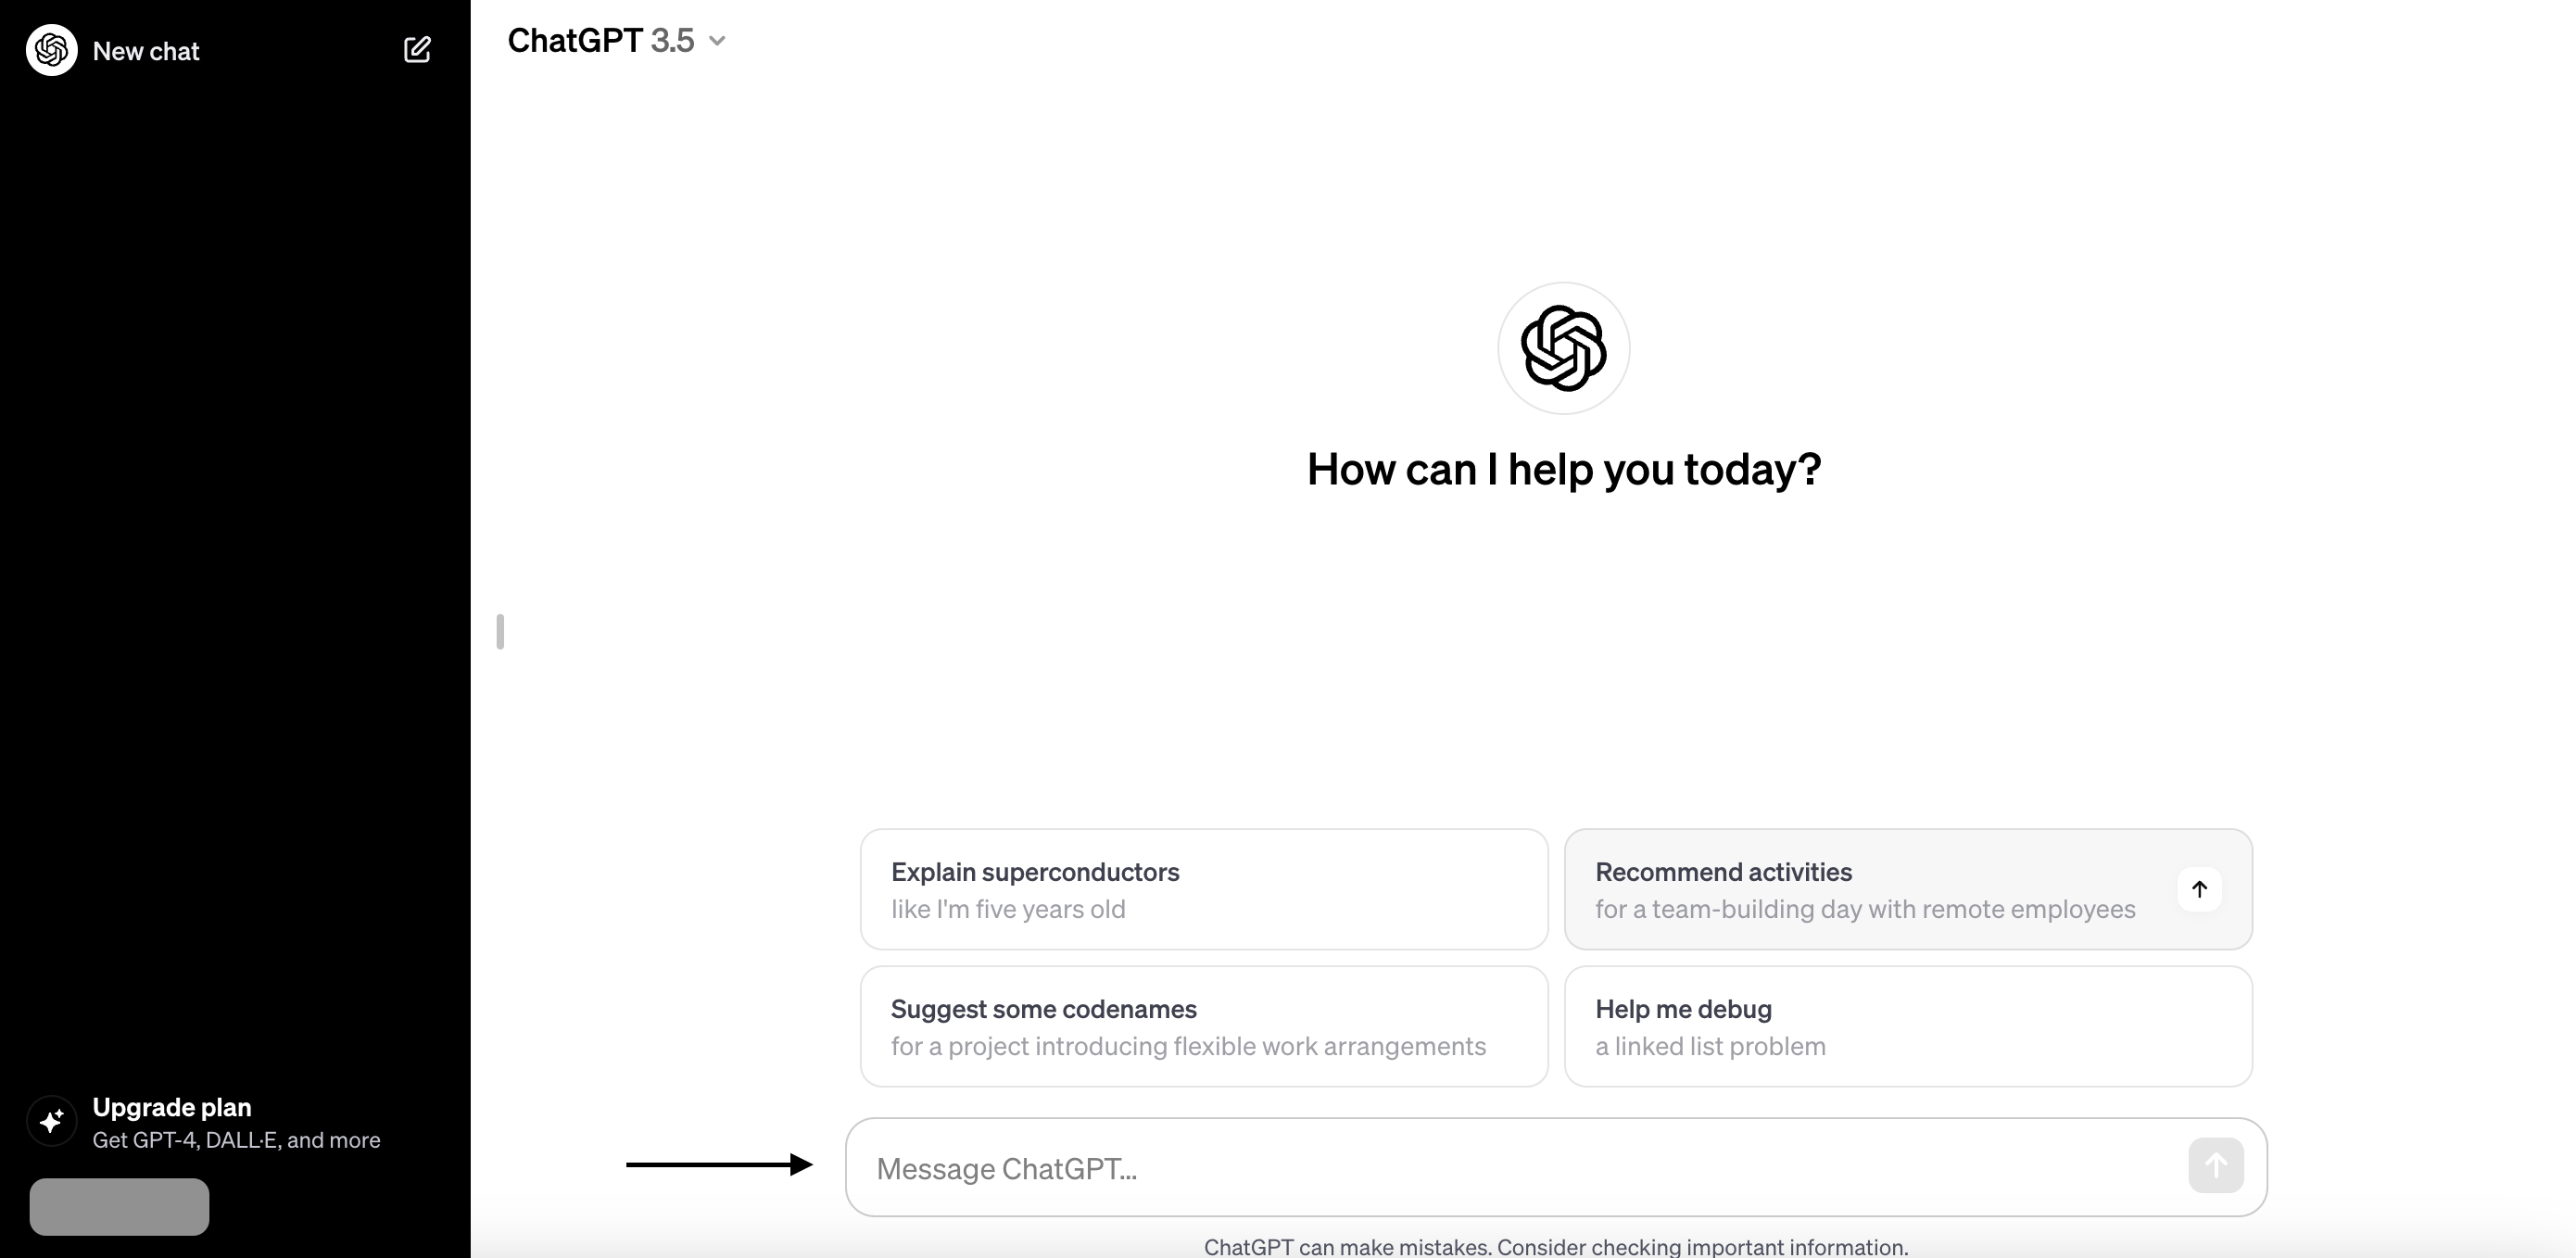 New chat
ChatGPT 3.5
How can I help you today?
Explain superconductors
like I'm five years old
Recommend activities
for a team-building day with remote employees
Suggest some codenames
for a project introducing flexible work arrangements
Help me debug
a linked list problem
Upgrade plan
Get GPT-4, DALL·E, and more
Message ChatGPT...
ChatGPT can make mistakes. Consider checking important information.